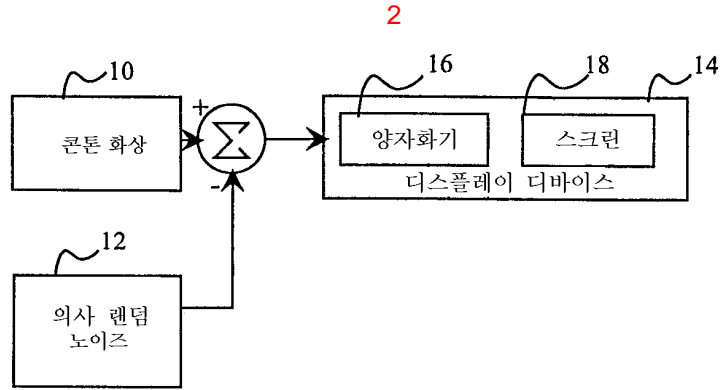 2
10
콘톤 화상
+
Σ
-
16
양자화기
18
스크린
14
디스플레이 디바이스
12
의사 랜덤
노이즈